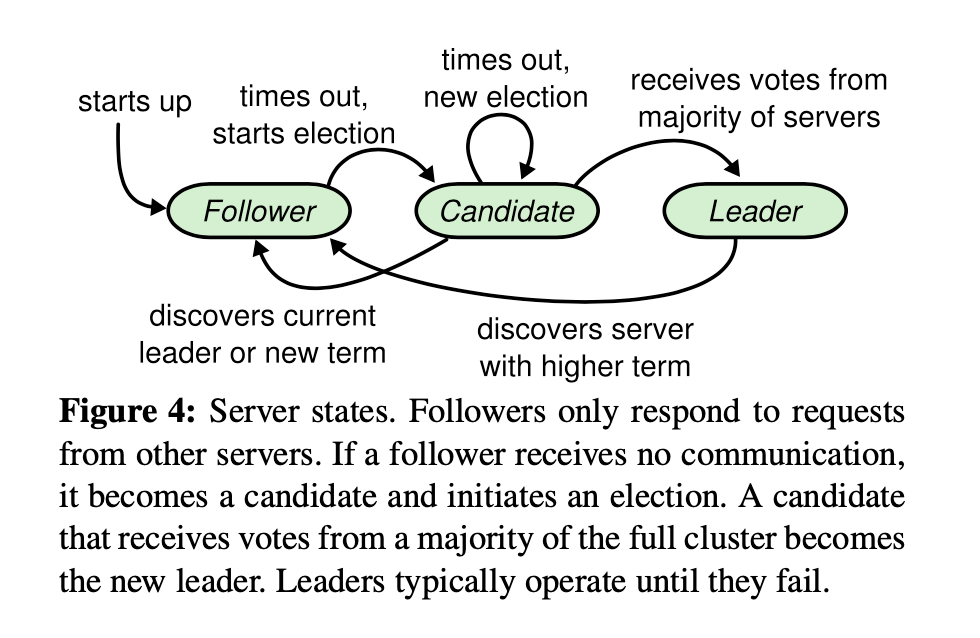 times out,
new election
receives votes from
majority of servers
starts up
times out,
starts election
Follower
Candidate
Leader
discovers current
leader or new term
discovers server
with higher term
Figure 4: Server states. Followers only respond to requests
from other servers. If a follower receives no communication,
it becomes a candidate and initiates an election. A candidate
that receives votes from a majority of the full cluster becomes
the new leader. Leaders typically operate until they fail.